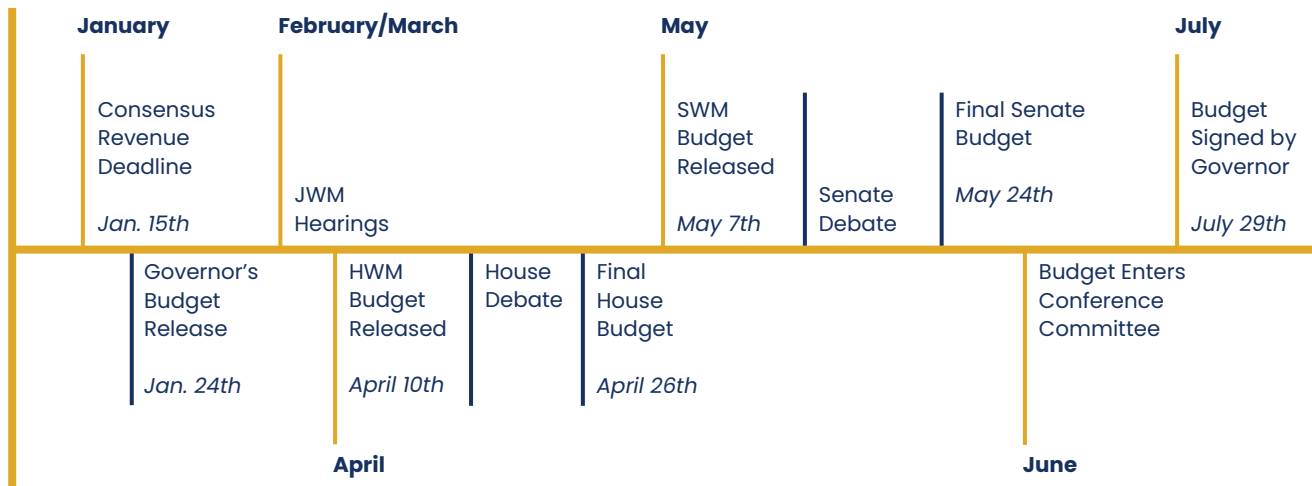 January
Consensus
Revenue
Deadline
Jan. 15th
Governor's
Budget
Release
Jan. 24th
February/March
JWM
Hearings
HWM
Budget
Released
April 10th
April
House
Debate
Final
House
Budget
April 26th
May
SWM
Budget
Released
May 7th
Senate
Debate
Final Senate
Budget
May 24th
Budget Enters
Conference
Committee
June
July
Budget
Signed by
Governor
July 29th